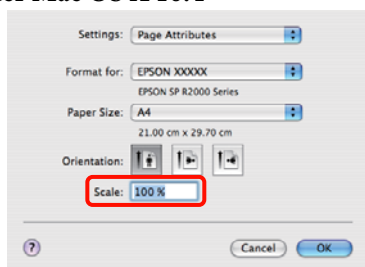 Settings: Page Attributes
Format for: EPSON XXXXX
EPSON SP R2000 Series
Paper Size: A4
21.00 cm x 29.70 cm
Orientation:
Scale: 100 %
? Cancel OK